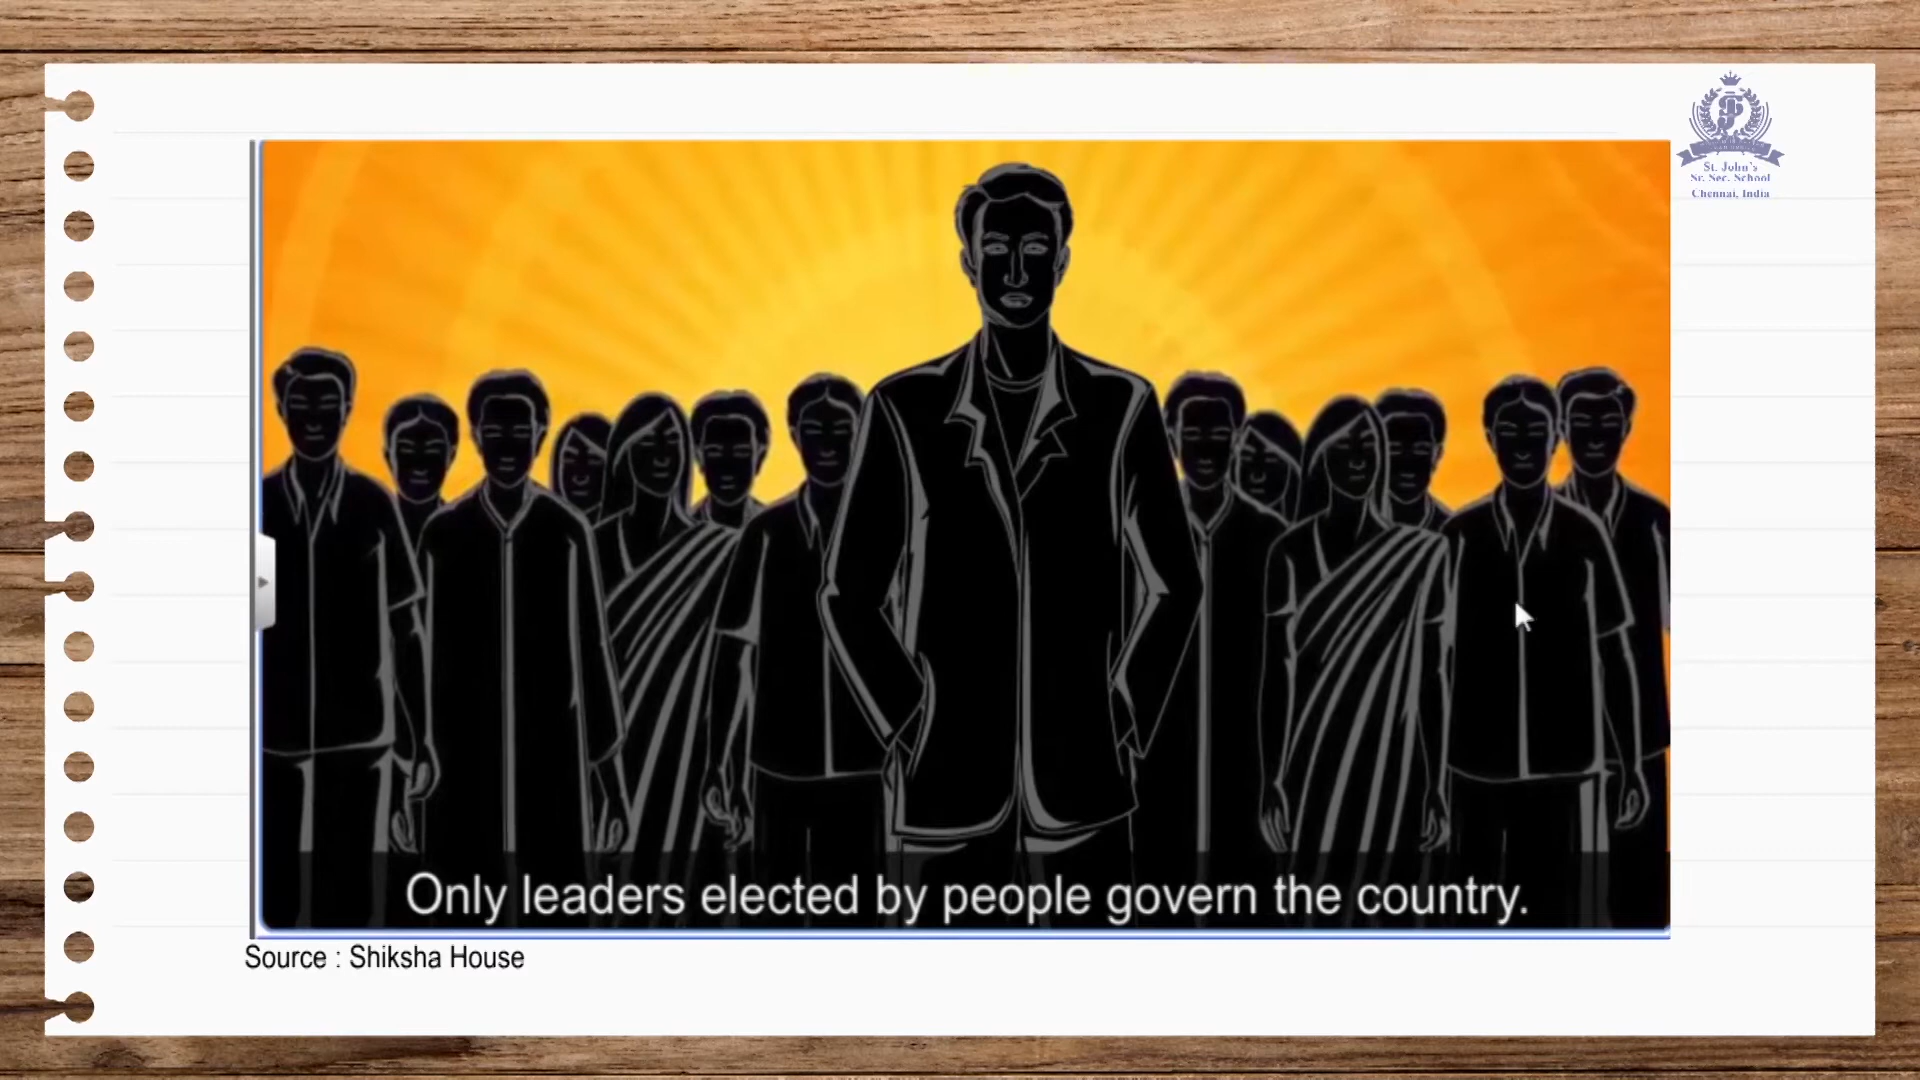 St. John's
Sr. Sec. School
Chennai, India
Only leaders elected by people govern the country.
Source : Shiksha House